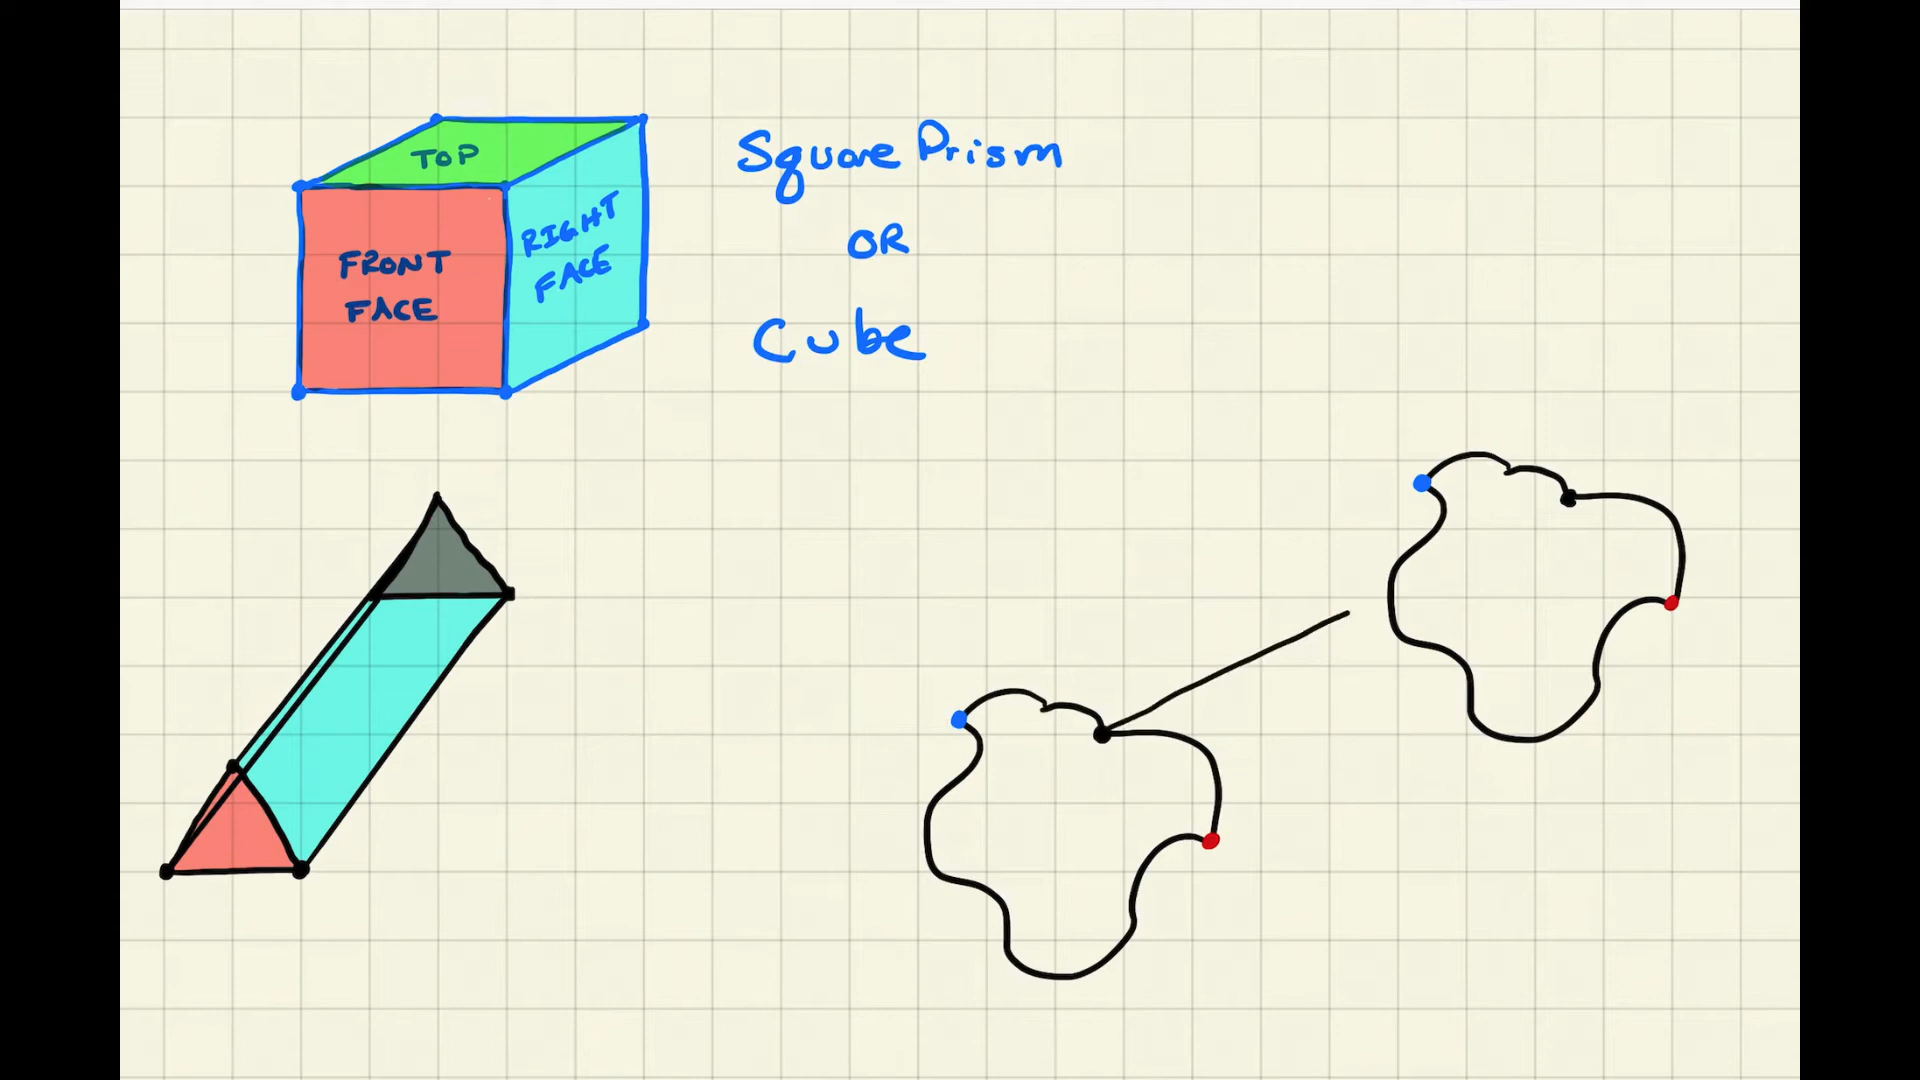 TOP
FRONT
FACE
RIGHT
FACE
Square Prism
OR
Cube